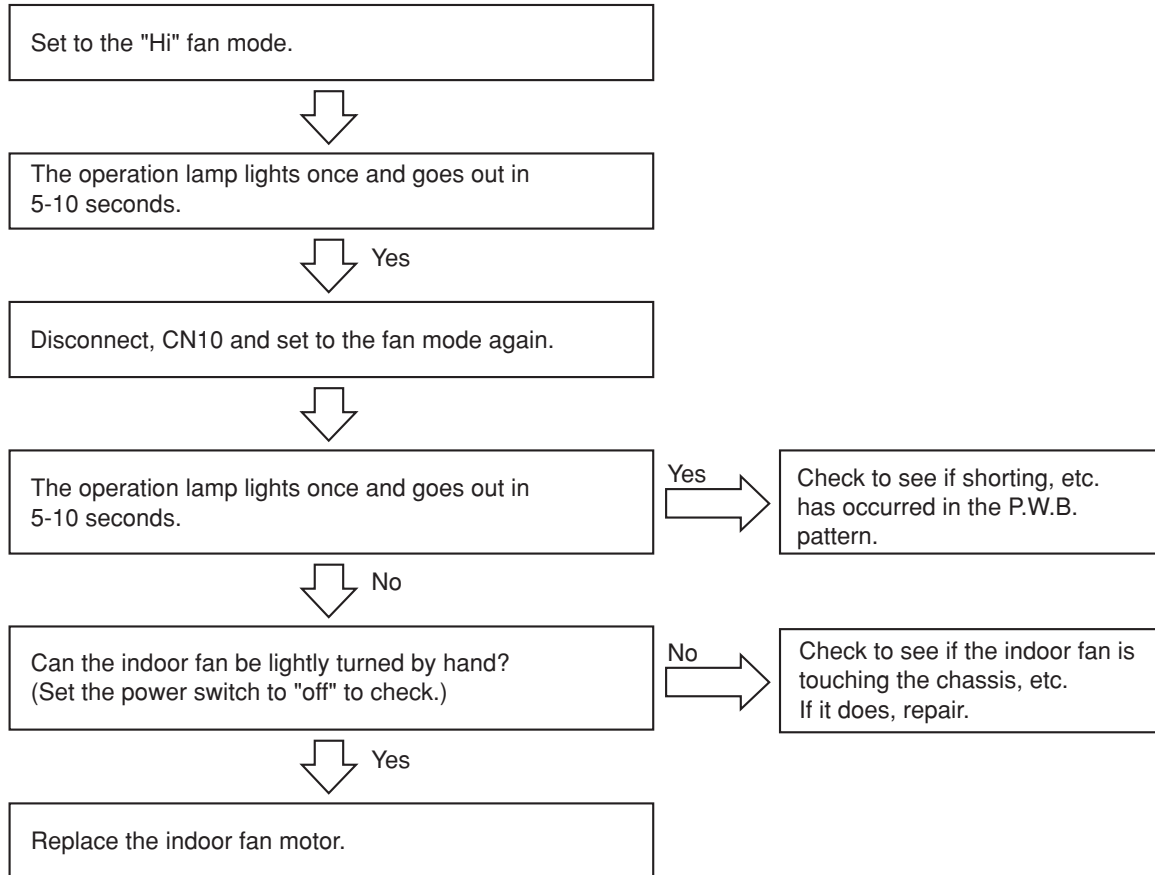 Set to the "Hi" fan mode.
The operation lamp lights once and goes out in
5-10 seconds.
Yes
Disconnect, CN10 and set to the fan mode again.
The operation lamp lights once and goes out in
5-10 seconds.
Yes
Check to see if shorting, etc.
has occurred in the P.W.B.
pattern.
No
Can the indoor fan be lightly turned by hand?
(Set the power switch to "off" to check.)
No
Check to see if the indoor fan is
touching the chassis, etc.
If it does, repair.
Yes
Replace the indoor fan motor.